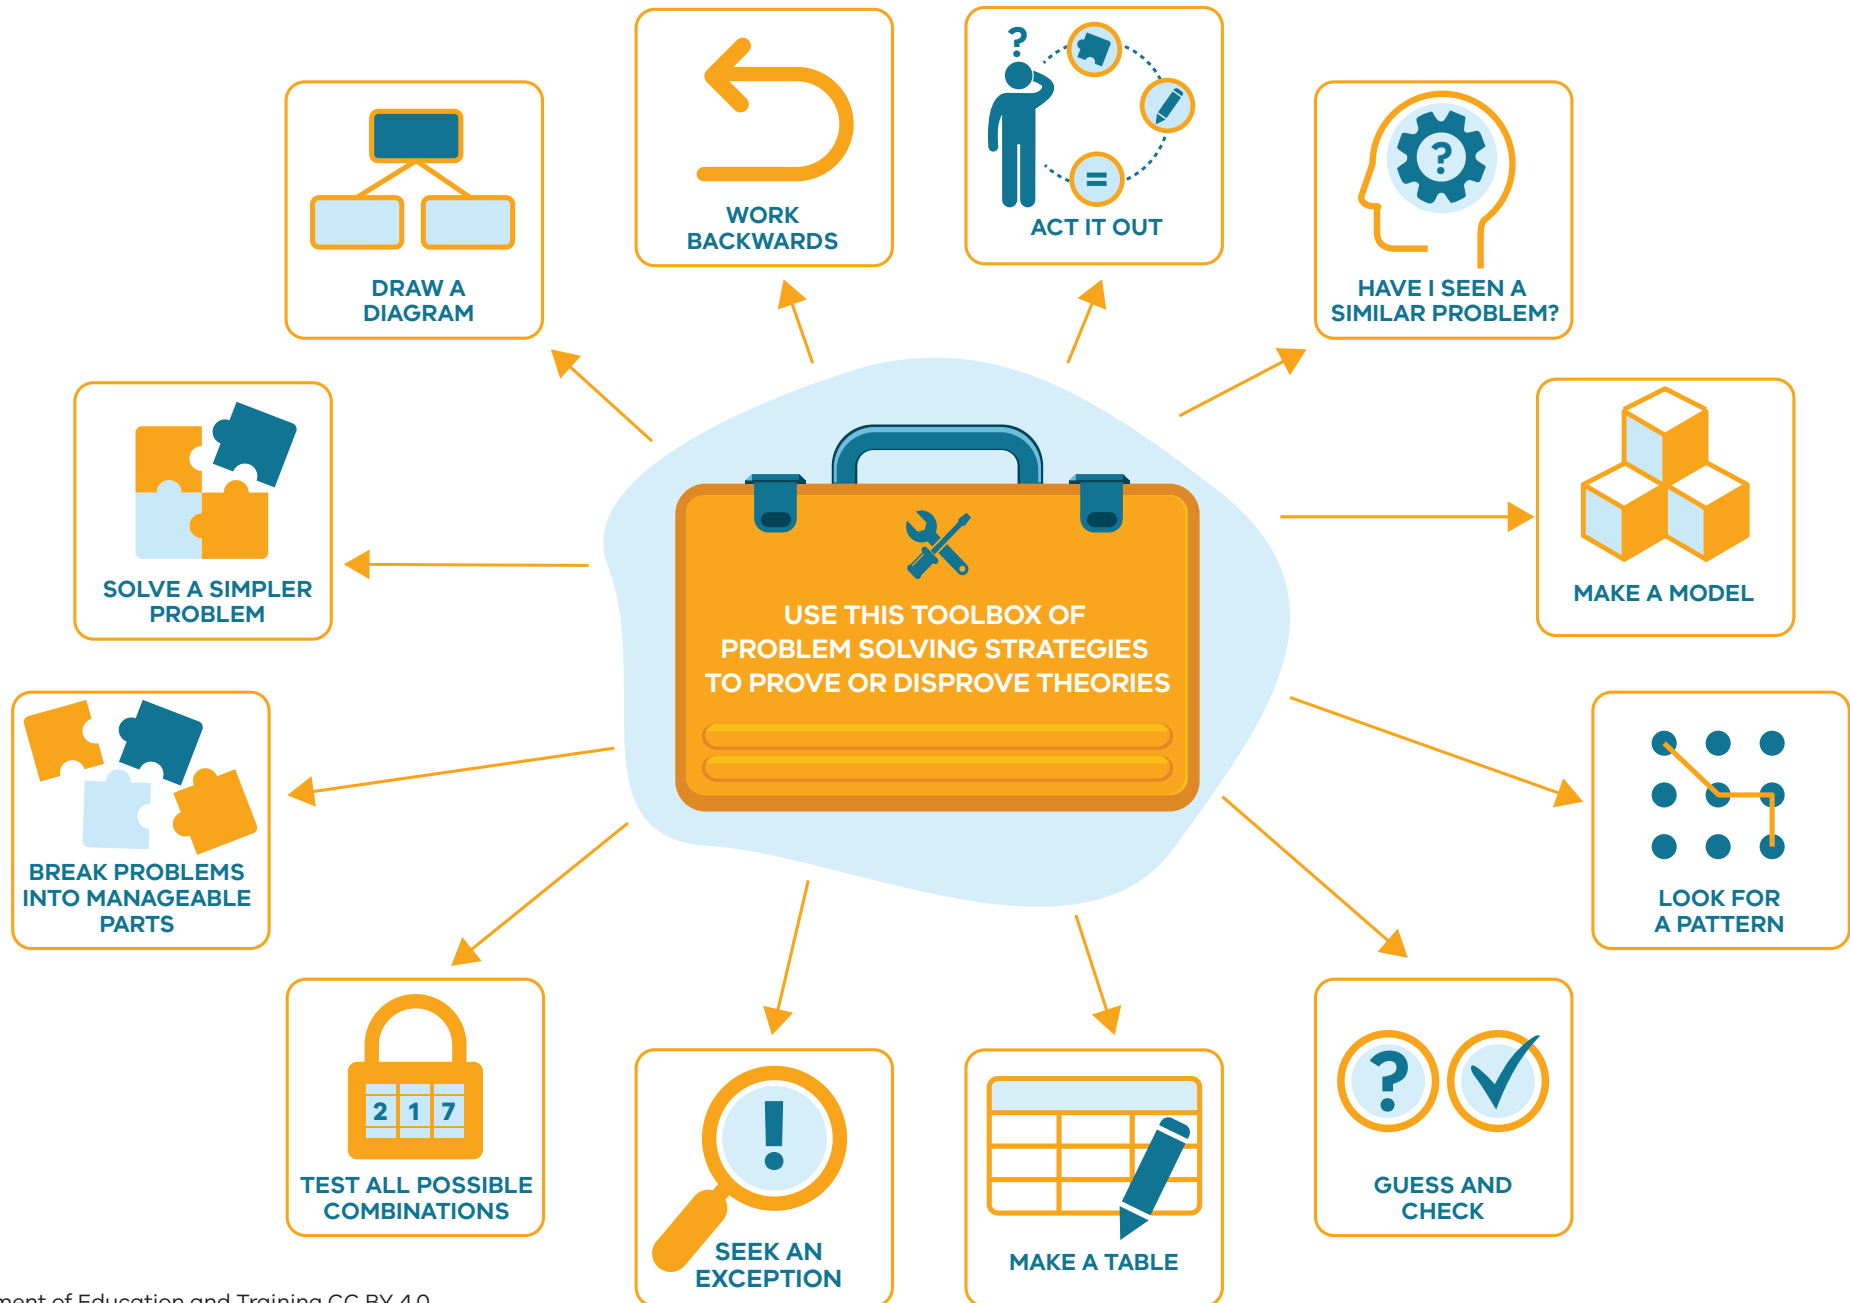 WORK
BACKWARDS
?
=
ACT IT OUT
DRAW A
DIAGRAM
?
HAVE I SEEN A
SIMILAR PROBLEM?
SOLVE A SIMPLER
PROBLEM
USE THIS TOOLBOX OF
PROBLEM SOLVING STRATEGIES
TO PROVE OR DISPROVE THEORIES
MAKE A MODEL
BREAK PROBLEMS
INTO MANAGEABLE
PARTS
LOOK FOR
A PATTERN
2 1 7
TEST ALL POSSIBLE
COMBINATIONS
!
SEEK AN
EXCEPTION
MAKE A TABLE
?
GUESS AND
CHECK
of Education and Training CC BY 4.0